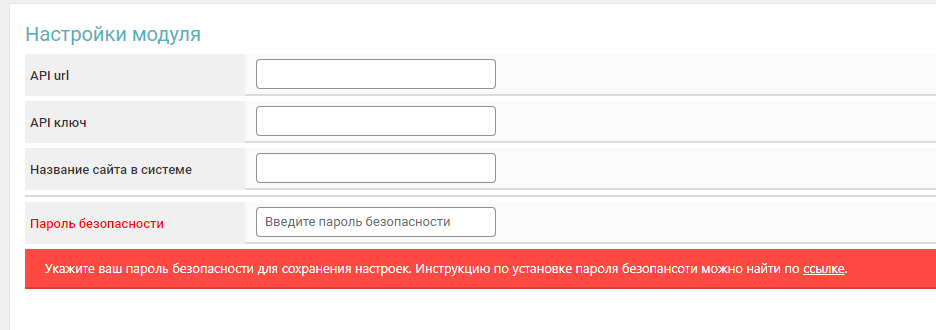 Настройки модуля
API url
API ключ
Название сайта в системе
Пароль безопасности
Введите пароль безопасности
Укажите ваш пароль безопасности для сохранения настроек. Инструкцию по установке пароля безопансоти можно найти по ссылке.